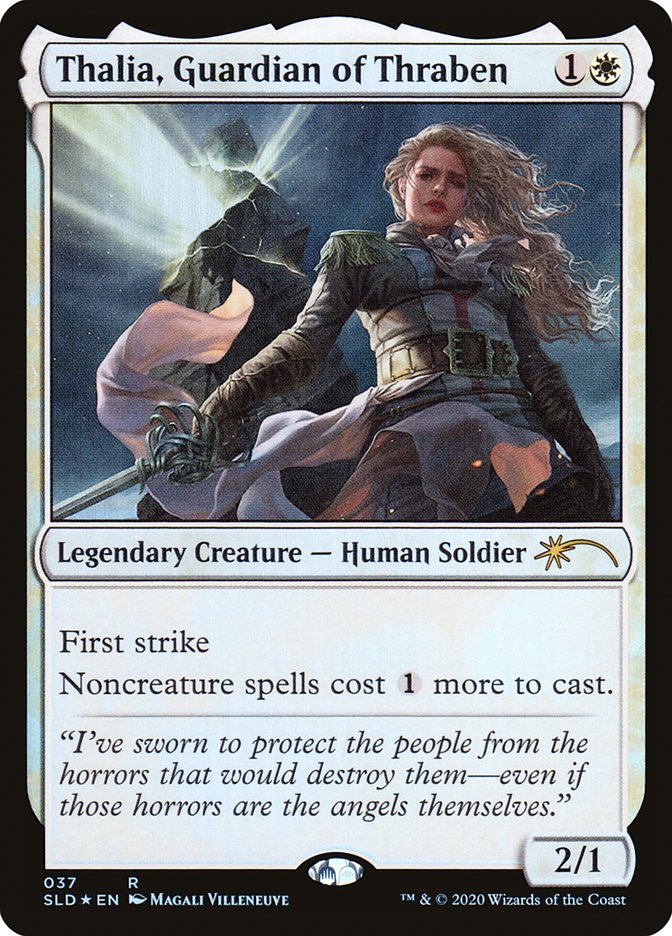 Thalia, Guardian of Thraben 1
Legendary Creature — Human Soldier
First strike
Noncreature spells cost 1 more to cast.
“I’ve sworn to protect the people from the
horrors that would destroy them—even if
those horrors are the angels themselves.”
2/1
037 R
SLD ★ EN Magali Villeneuve
™ & © 2020 Wizards of the Coast